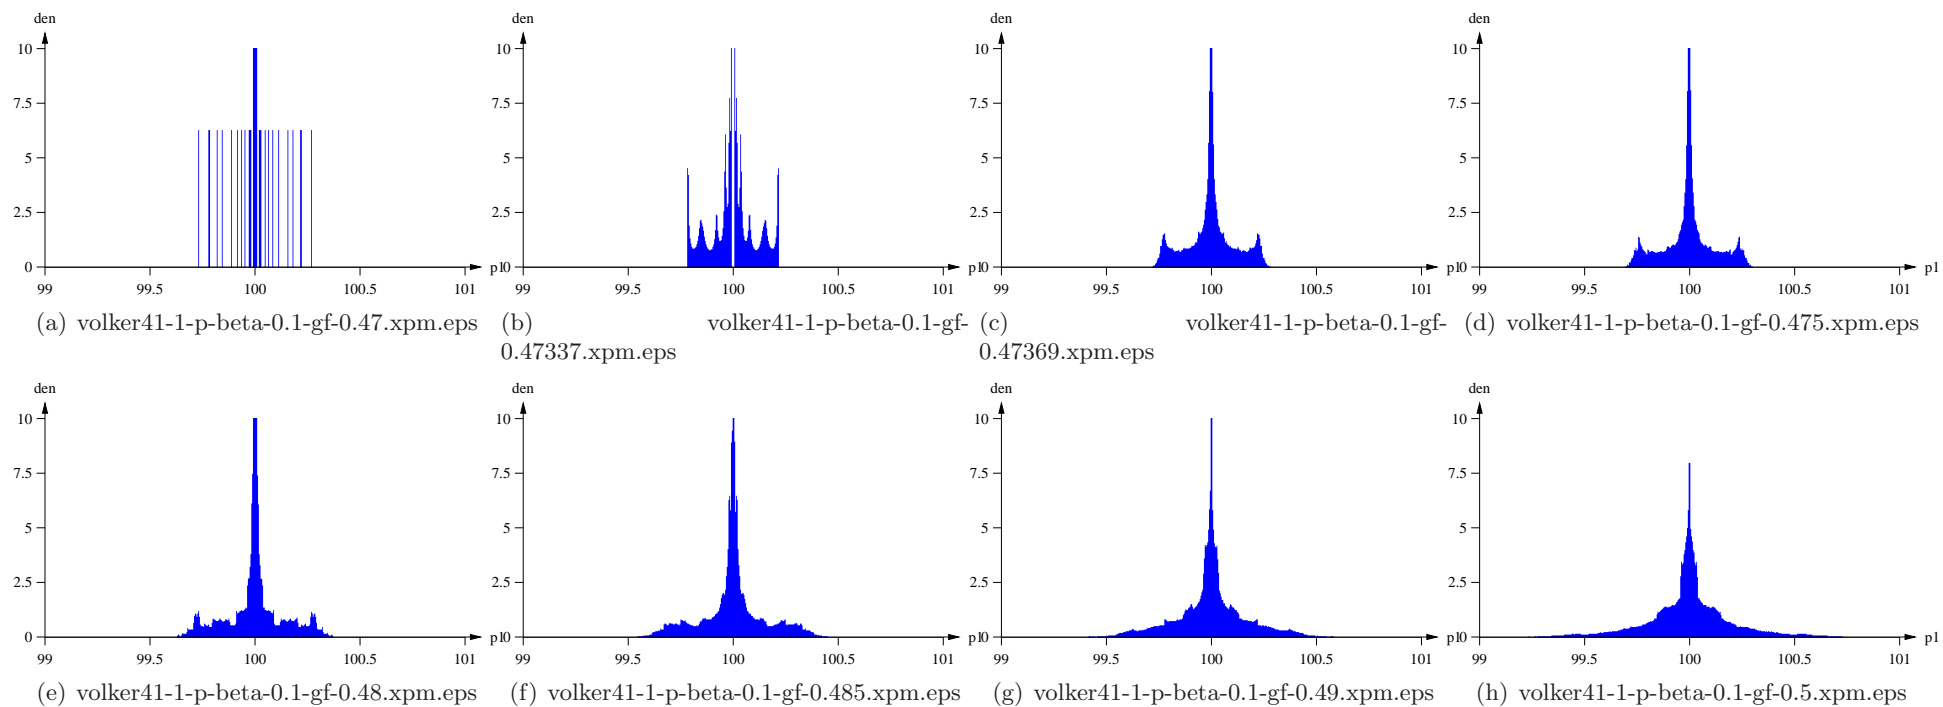 den den den den
10 10 10 10
7.5 7.5 7.5 7.5
5 5 5 5
2.5 2.5 2.5 2.5
0 p1 0 p1 0 p1 0 p1
99 99.5 100 100.5 101 99 99.5 100 100.5 101 99 99.5 100 100.5 101 99 99.5 100 100.5 101
(a) volker41-1-p-beta-0.1-gf-0.47.xpm.eps (b) volker41-1-p-beta-0.1-gf- (c) volker41-1-p-beta-0.1-gf- (d) volker41-1-p-beta-0.1-gf-0.475.xpm.eps
0.47337.xpm.eps 0.47369.xpm.eps
den den den den
10 10 10 10
7.5 7.5 7.5 7.5
5 5 5 5
2.5 2.5 2.5 2.5
0 p1 0 p1 0 p1 0 p1
99 99.5 100 100.5 101 99 99.5 100 100.5 101 99 99.5 100 100.5 101 99 99.5 100 100.5 101
(e) volker41-1-p-beta-0.1-gf-0.48.xpm.eps (f) volker41-1-p-beta-0.1-gf-0.485.xpm.eps (g) volker41-1-p-beta-0.1-gf-0.49.xpm.eps (h) volker41-1-p-beta-0.1-gf-0.5.xpm.eps